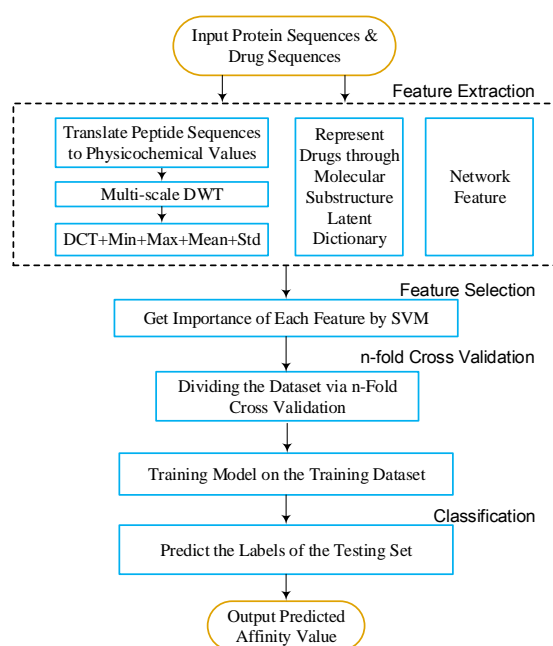 Input Protein Sequences &
Drug Sequences
Feature Extraction
Translate Peptide Sequences
to Physicochemical Values
Multi-scale DWT
DCT+Min+Max+Mean+Std
Represent
Drugs through
Molecular
Substructure
Latent
Dictionary
Network
Feature
Feature Selection
Get Importance of Each Feature by SVM
n-fold Cross Validation
Dividing the Dataset via n-Fold
Cross Validation
Training Model on the Training Dataset
Classification
Predict the Labels of the Testing Set
Output Predicted
Affinity Value